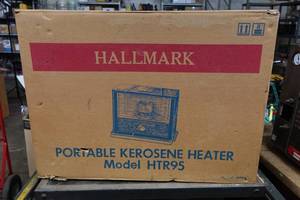 HALLMARK
PORTABLE KEROSENE HEATER
Model HTR95